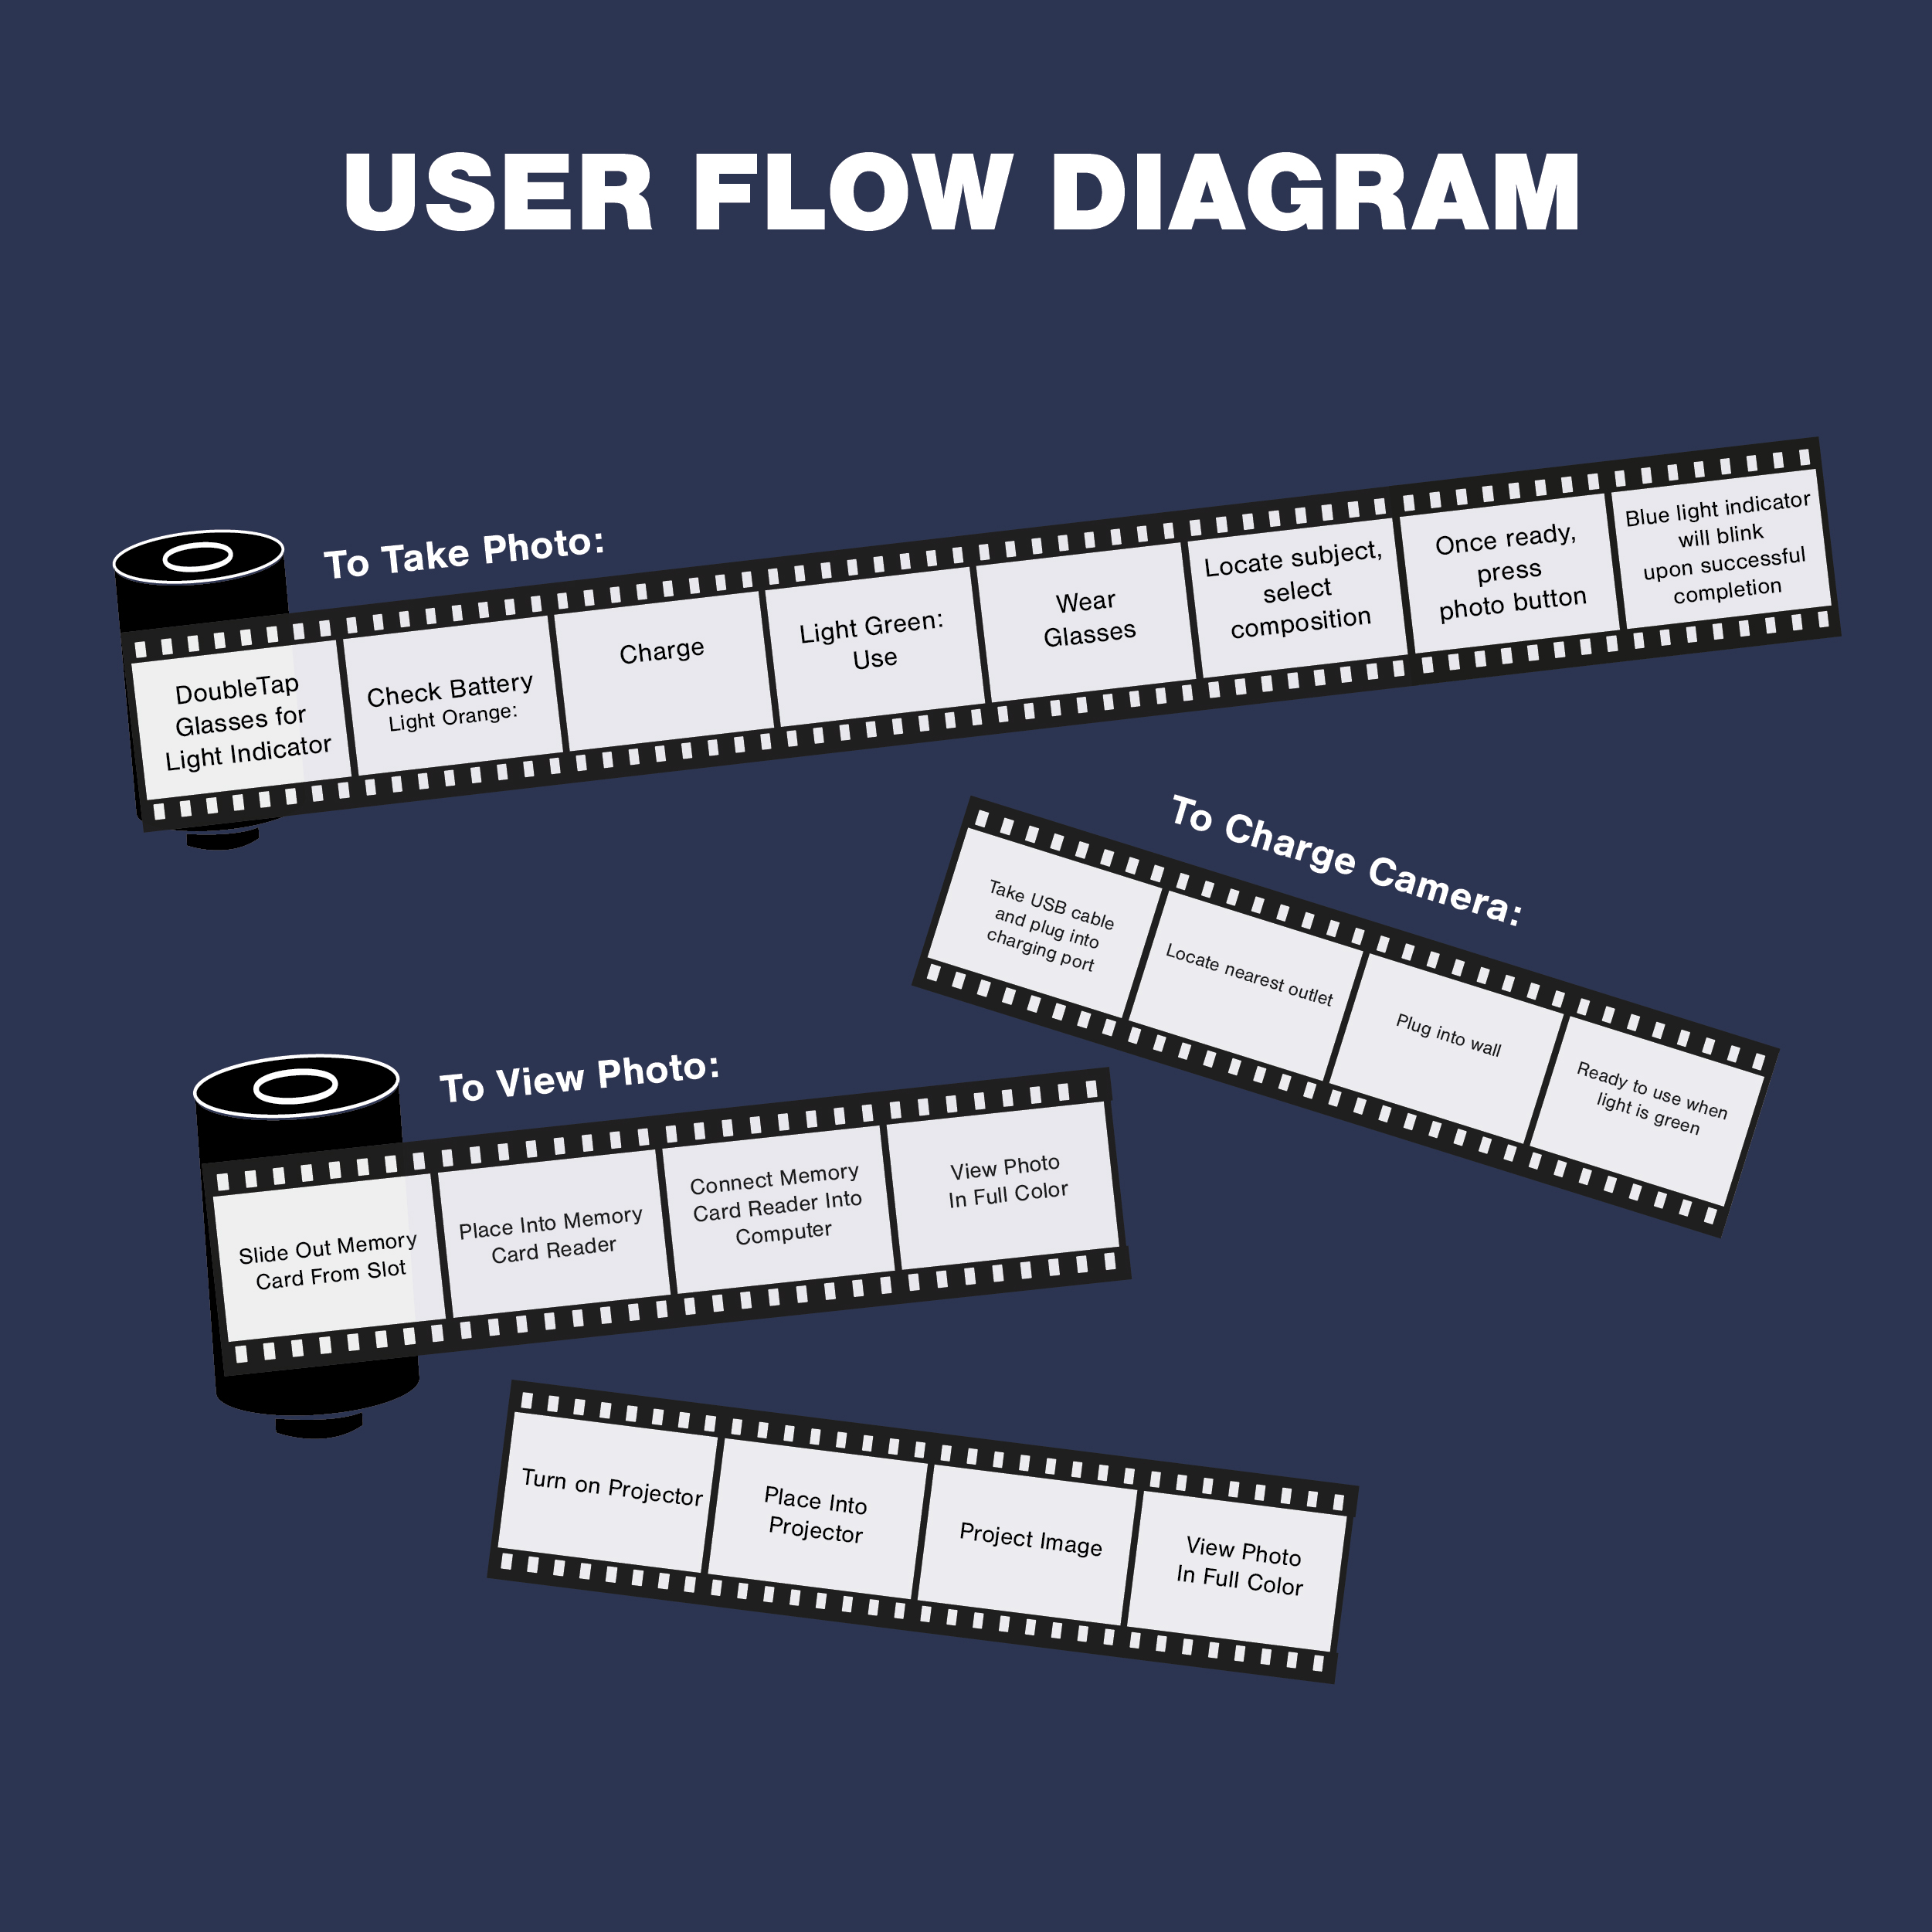 USER FLOW DIAGRAM
To Take Photo:
DoubleTap
Glasses for
Light Indicator
Check Battery
Light Orange:
Charge
Light Green:
Use
Wear
Glasses
Locate subject,
select
composition
Once ready,
press
photo button
Blue light indicator
will blink
upon successful
completion
To Charge Camera:
Take USB cable
and plug into
charging port
Locate nearest outlet
Plug into wall
Ready to use when
light is green
To View Photo:
Slide Out Memory
Card From Slot
Place Into Memory
Card Reader
Connect Memory
Card Reader Into
Computer
View Photo
In Full Color
Turn on Projector
Place Into
Projector
Project Image
View Photo
In Full Color